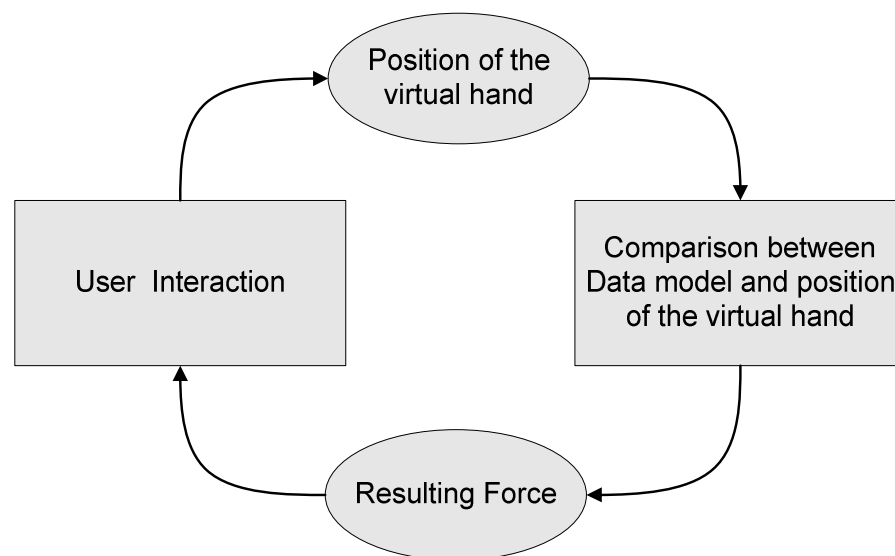 Position of the
virtual hand
User Interaction
Comparison between
Data model and position
of the virtual hand
Resulting Force